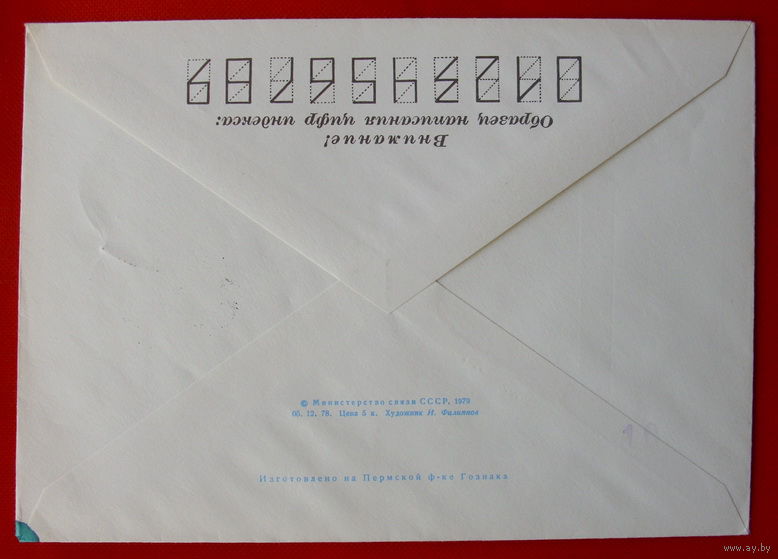 Внимание!
Образец написания цифр индекса:
0123456789
© Министерство связи СССР, 1979
05. 12. 78. Цена 5 к. Художник И. Филиппов
Изготовлено на Пермской ф-ке Гознака
www.ay.by